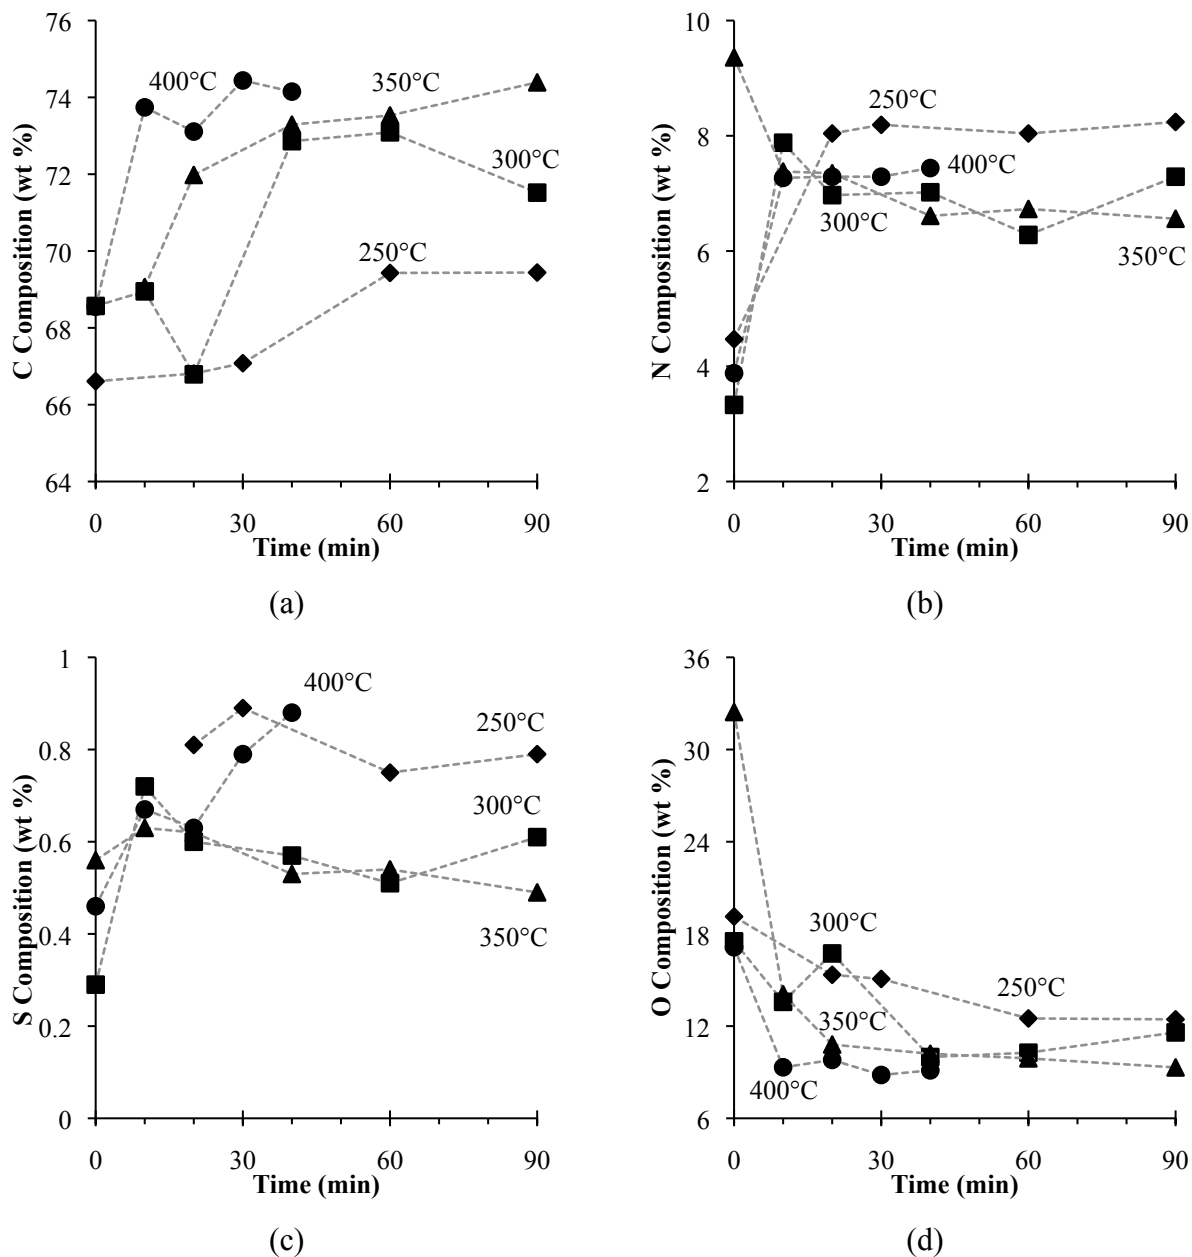 76
74
72
70
68
66
64
C Composition (wt %)
400°C
350°C
300°C
250°C
0 30 60 90
Time (min)
(a)
10
8
6
4
2
N Composition (wt %)
250°C
400°C
300°C
350°C
0 30 60 90
Time (min)
(b)
1
0.8
0.6
0.4
0.2
0
S Composition (wt %)
400°C
250°C
300°C
350°C
0 30 60 90
Time (min)
(c)
36
30
24
18
12
6
O Composition (wt %)
300°C
250°C
350°C
400°C
0 30 60 90
Time (min)
(d)